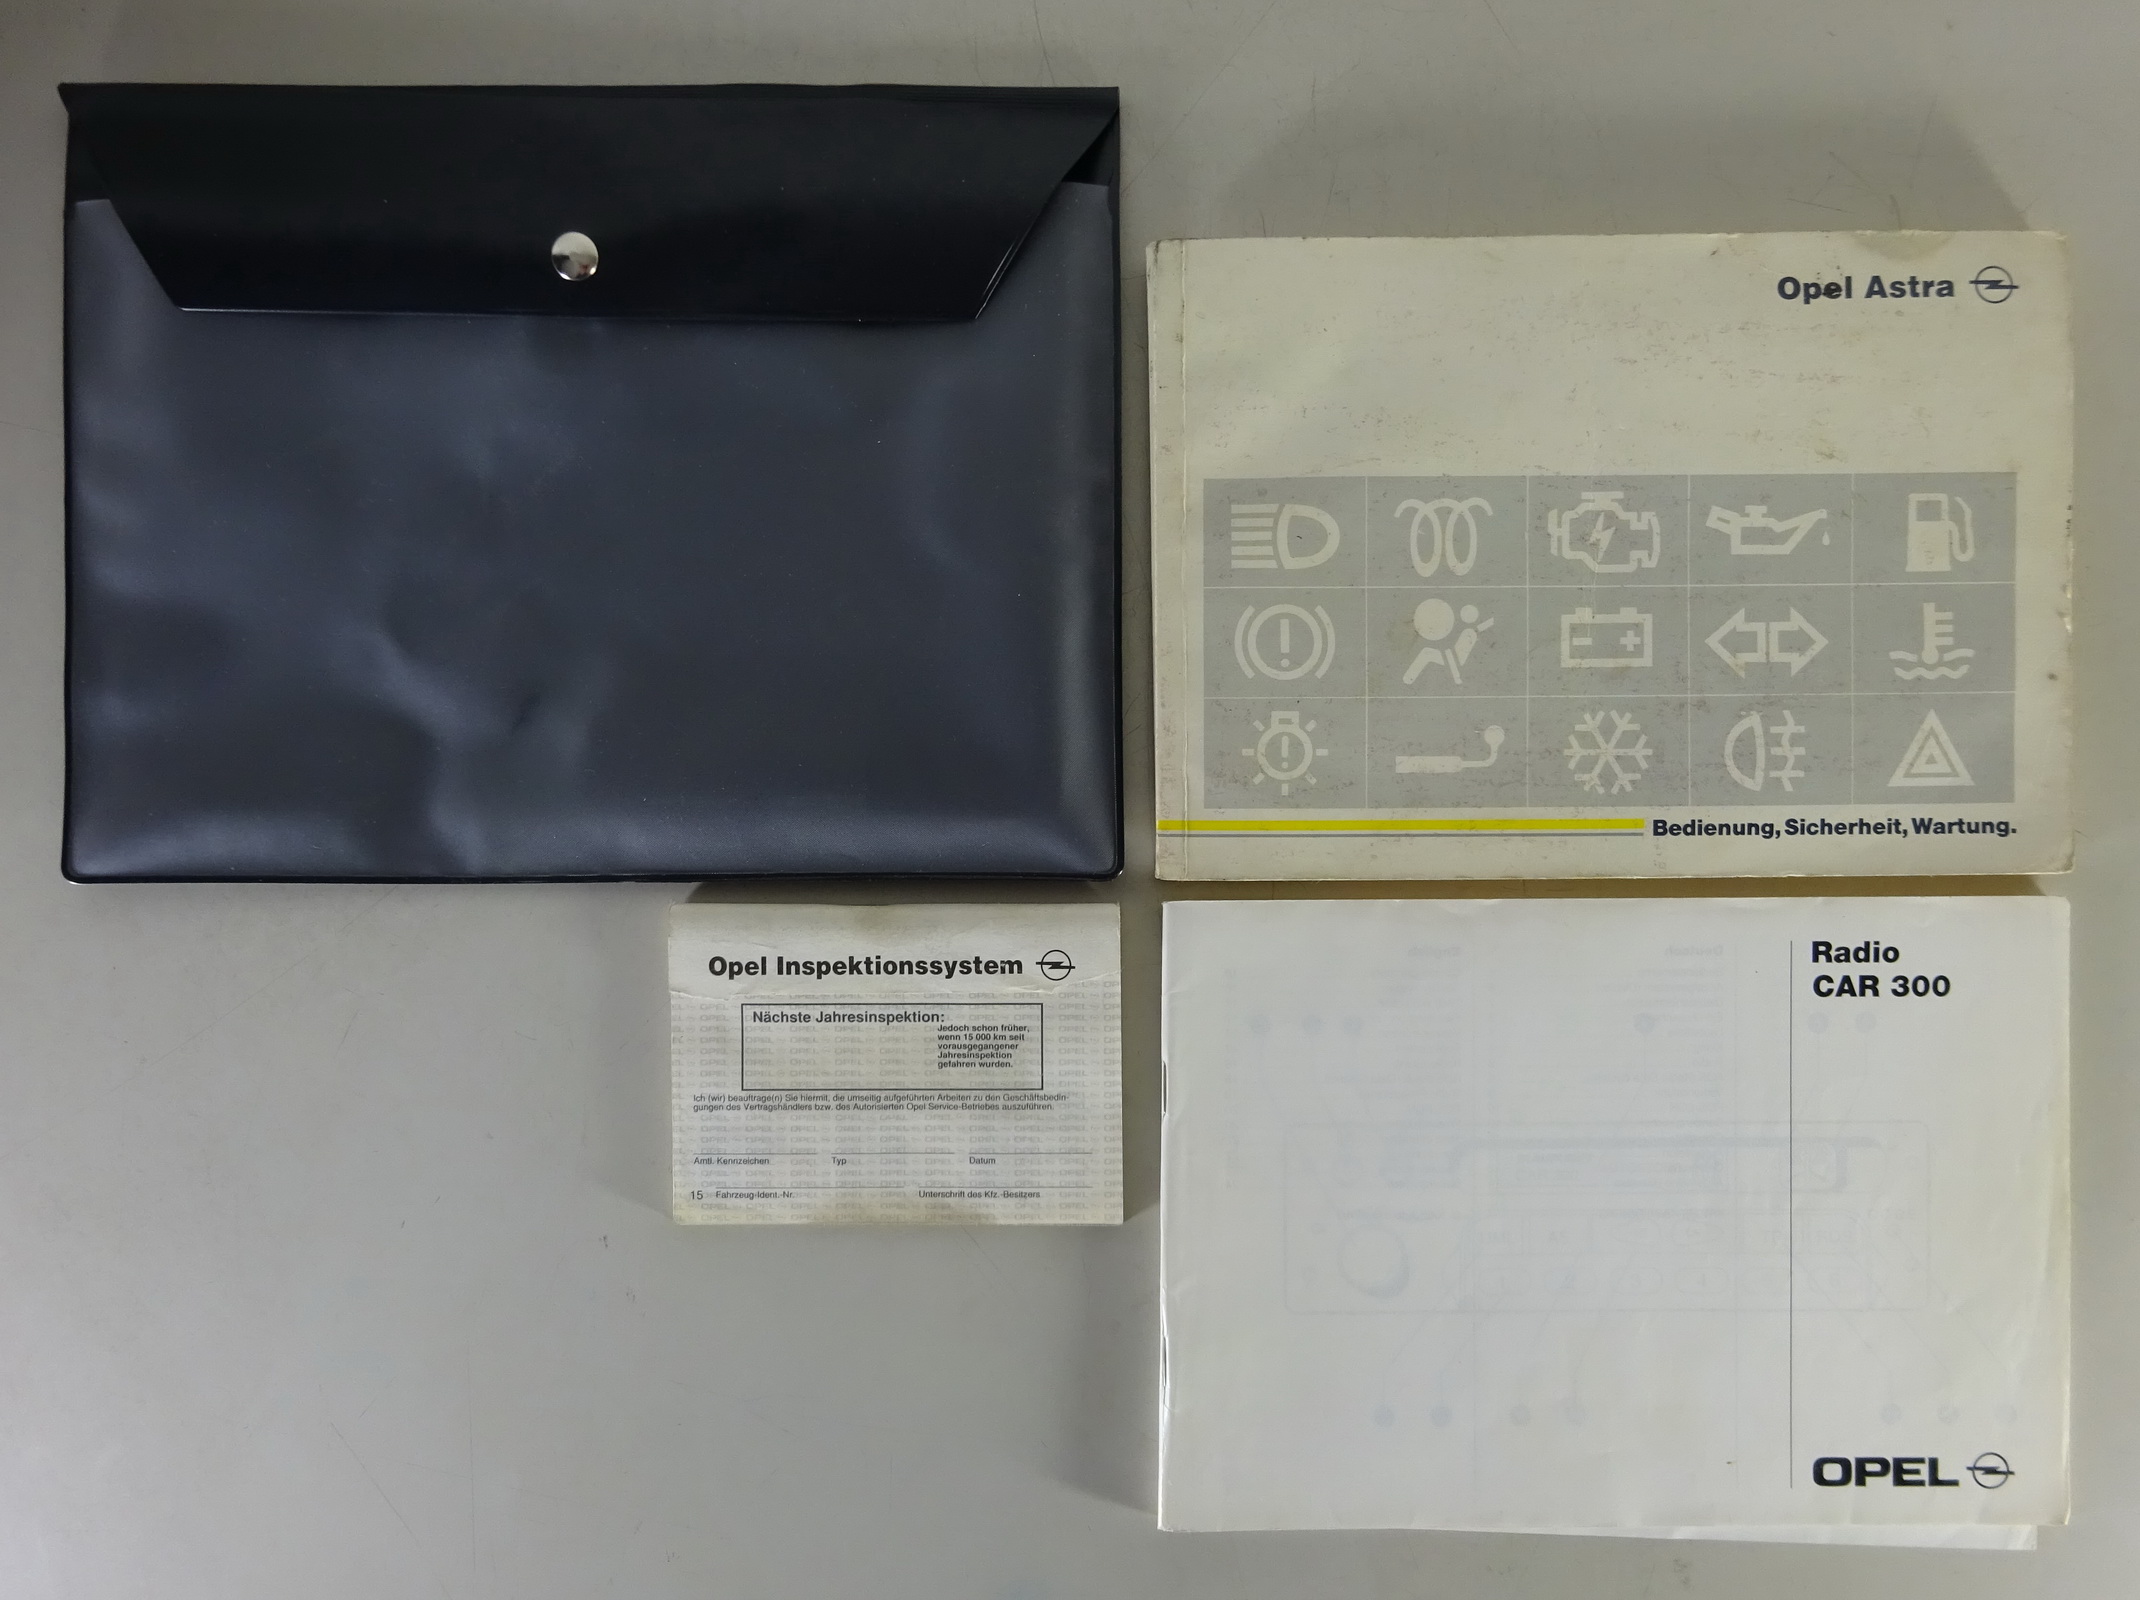 Opel Astra
Bedienung, Sicherheit, Wartung.
Opel Inspektionssystem
Nächste Jahresinspektion:
Jedoch schon früher,
wenn 15 000 km seit
vorausgegangener
Jahresinspektion
gefahren wurden.
Ich (wir) beauftrage(n) Sie hiermit, die umseitig aufgeführten Arbeiten zu den Geschäftsbedin-
gungen des Vertragshändlers bzw. des Autorisierten Opel Service-Betriebes auszuführen.
Amtl. Kennzeichen Typ Datum
15 Fahrzeug-Ident.-Nr. Unterschrift des Kfz.-Besitzers
Radio
CAR 300
OPEL